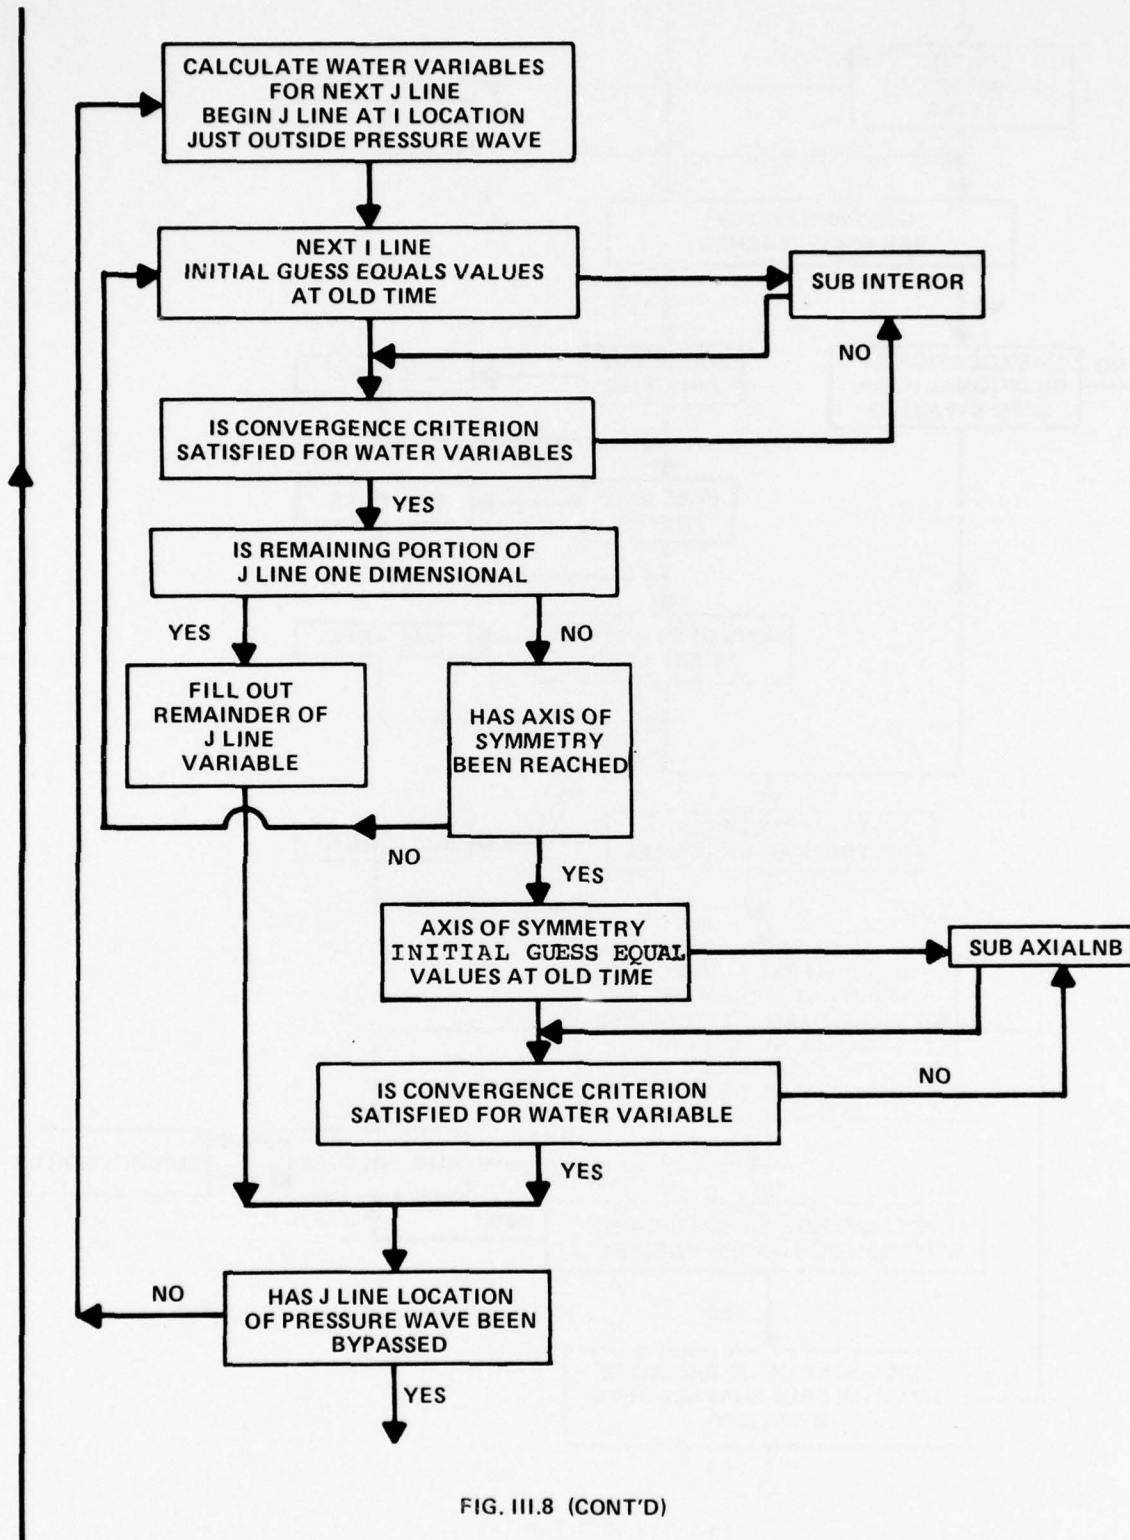 CALCULATE WATER VARIABLES
FOR NEXT J LINE
BEGIN J LINE AT I LOCATION
JUST OUTSIDE PRESSURE WAVE
NEXT I LINE
INITIAL GUESS EQUALS VALUES
AT OLD TIME
SUB INTEROR
NO
IS CONVERGENCE CRITERION
SATISFIED FOR WATER VARIABLES
YES
IS REMAINING PORTION OF
J LINE ONE DIMENSIONAL
YES
NO
FILL OUT
REMAINDER OF
J LINE
VARIABLE
HAS AXIS OF
SYMMETRY
BEEN REACHED
NO
YES
AXIS OF SYMMETRY
INITIAL GUESS EQUAL
VALUES AT OLD TIME
SUB AXIALNB
IS CONVERGENCE CRITERION
SATISFIED FOR WATER VARIABLE
NO
YES
HAS J LINE LOCATION
OF PRESSURE WAVE BEEN
BYPASSED
NO
YES
FIG. III.8 (CONT'D)